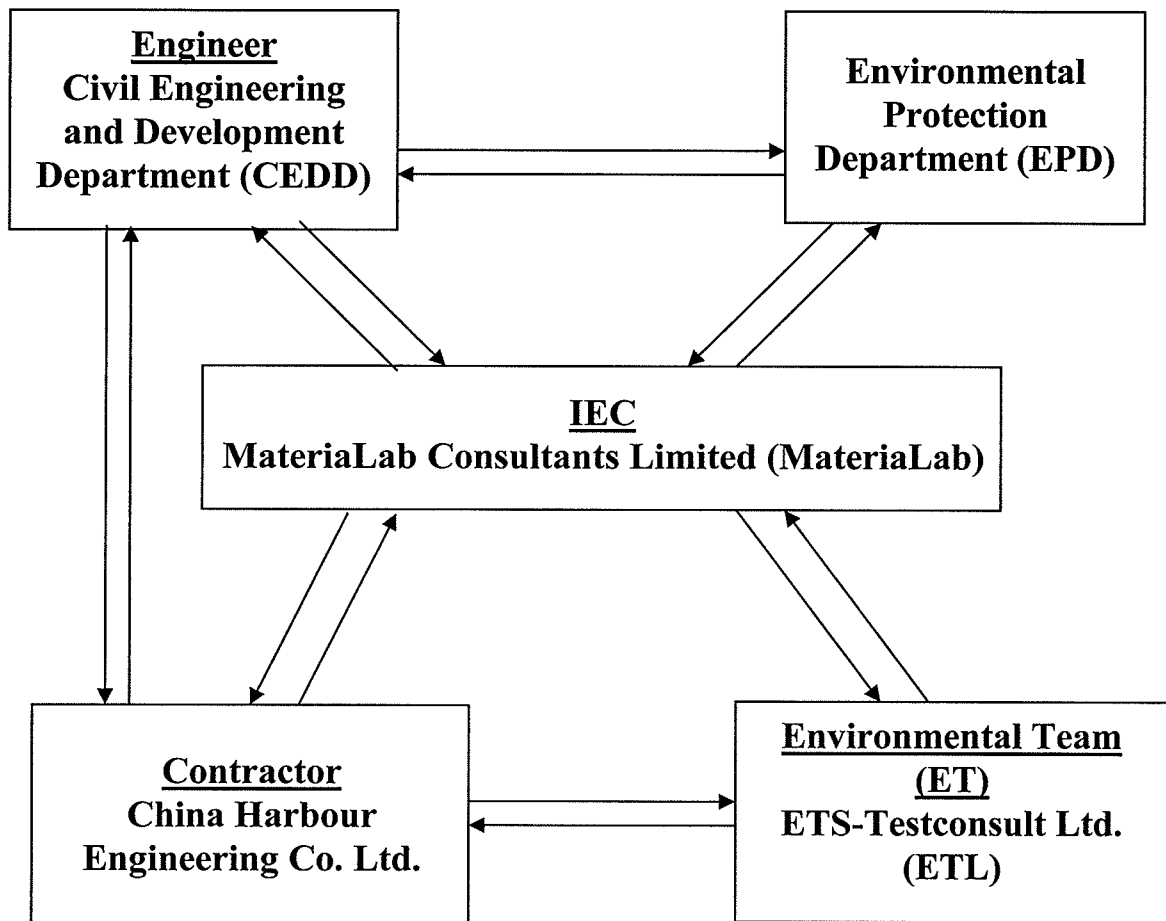 Engineer
Civil Engineering
and Development
Department (CEDD)
Environmental
Protection
Department (EPD)
IEC
MateriaLab Consultants Limited (MateriaLab)
Contractor
China Harbour
Engineering Co. Ltd.
Environmental Team
(ET)
ETS-Testconsult Ltd.
(ETL)